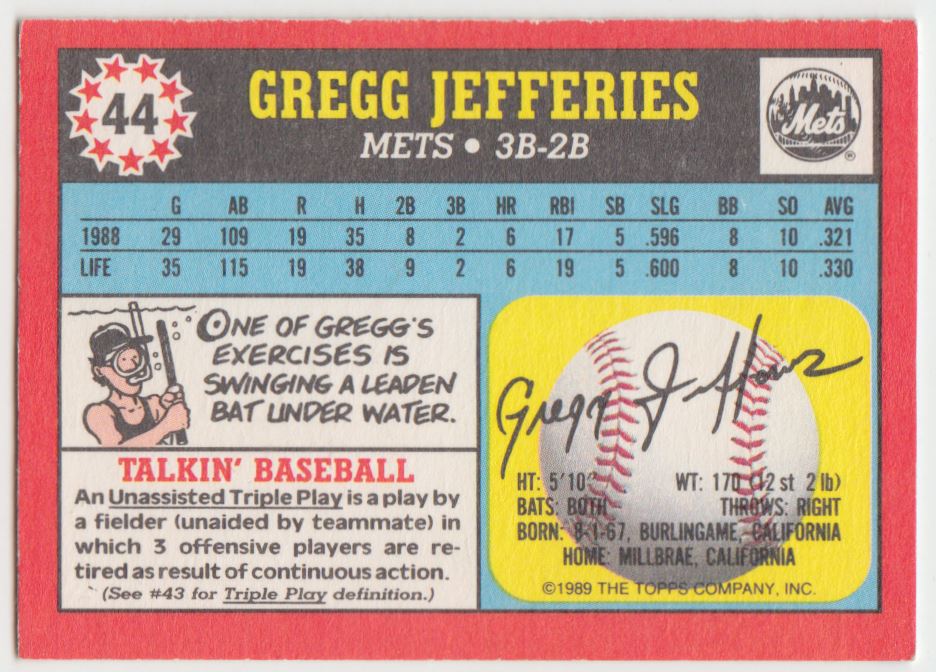 44
GREGG JEFFERIES
METS • 3B-2B
Mets
®
G AB R H 2B 3B HR RBI SB SLG BB SO AVG
1988 29 109 19 35 8 2 6 17 5 .596 8 10 .321
LIFE 35 115 19 38 9 2 6 19 5 .600 8 10 .330
ONE OF GREGG'S
EXERCISES IS
SWINGING A LEADEN
BAT UNDER WATER.
TALKIN' BASEBALL
An Unassisted Triple Play is a play by
a fielder (unaided by teammate) in
which 3 offensive players are re-
tired as result of continuous action.
(See #43 for Triple Play definition.)
Gregg
HT: 5'10" WT: 170 (12 st 2 lb)
BATS: BOTH THROWS: RIGHT
BORN: 8-1-67, BURLINGAME, CALIFORNIA
HOME: MILLBRAE, CALIFORNIA
©1989 THE TOPPS COMPANY, INC.